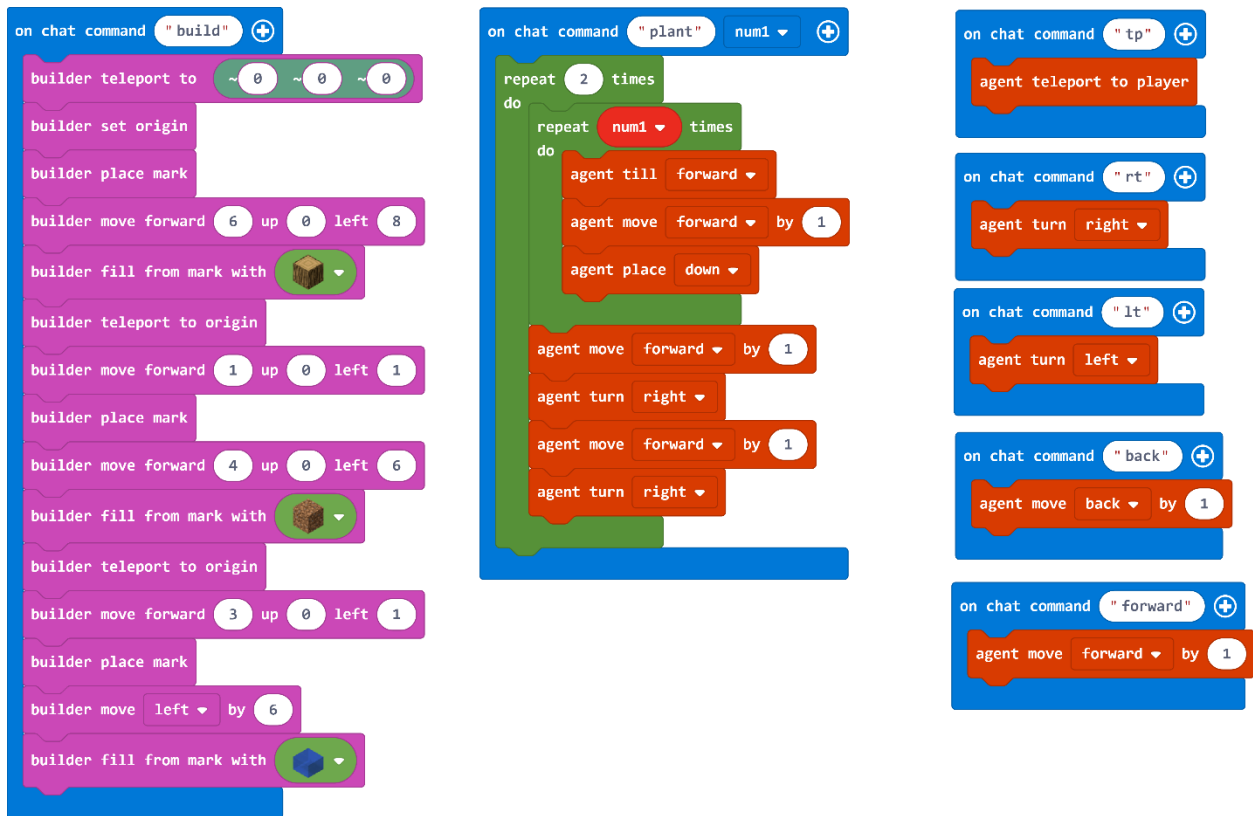 on chat command "build"
builder teleport to ~0 ~0 ~0
builder set origin
builder place mark
builder move forward 6 up 0 left 8
builder fill from mark with
builder teleport to origin
builder move forward 1 up 0 left 1
builder place mark
builder move forward 4 up 0 left 6
builder fill from mark with
builder teleport to origin
builder move forward 3 up 0 left 1
builder place mark
builder move left by 6
builder fill from mark with
on chat command "plant" num1
repeat 2 times
do
repeat num1 times
do
agent till forward
agent move forward by 1
agent place down
agent move forward by 1
agent turn right
agent move forward by 1
agent turn right
on chat command "tp"
agent teleport to player
on chat command "rt"
agent turn right
on chat command "lt"
agent turn left
on chat command "back"
agent move back by 1
on chat command "forward"
agent move forward by 1